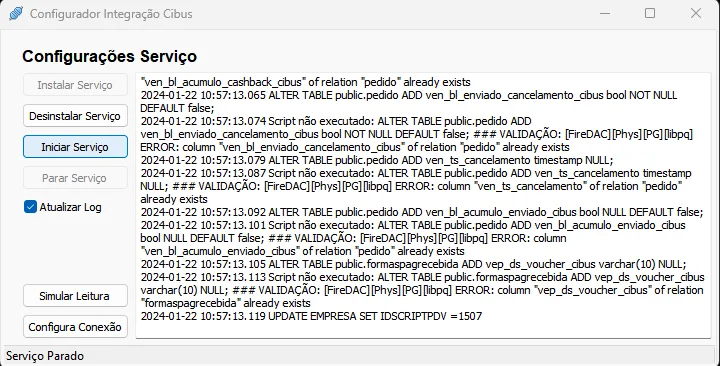 Configurador Integração Cibus
Configurações Serviço
Instalar Serviço
Desinstalar Serviço
Iniciar Serviço
Parar Serviço
Atualizar Log
Simular Leitura
Configura Conexão
"ven_bl_acumulo_cashback_cibus" of relation "pedido" already exists
2024-01-22 10:57:13.065 ALTER TABLE public.pedido ADD ven_bl_enviado_cancelamento_cibus bool NOT NULL
DEFAULT false;
2024-01-22 10:57:13.074 Script não executado: ALTER TABLE public.pedido ADD
ven_bl_enviado_cancelamento_cibus bool NOT NULL DEFAULT false; ### VALIDAÇÃO: [FireDAC][Phys][PG][libpq]
ERROR: column "ven_bl_enviado_cancelamento_cibus" of relation "pedido" already exists
2024-01-22 10:57:13.079 ALTER TABLE public.pedido ADD ven_ts_cancelamento timestamp NULL;
2024-01-22 10:57:13.087 Script não executado: ALTER TABLE public.pedido ADD ven_ts_cancelamento timestamp
NULL; ### VALIDAÇÃO: [FireDAC][Phys][PG][libpq] ERROR: column "ven_ts_cancelamento" of relation "pedido"
already exists
2024-01-22 10:57:13.092 ALTER TABLE public.pedido ADD ven_bl_acumulo_enviado_cibus bool NULL DEFAULT false;
2024-01-22 10:57:13.101 Script não executado: ALTER TABLE public.pedido ADD ven_bl_acumulo_enviado_cibus
bool NULL DEFAULT false; ### VALIDAÇÃO: [FireDAC][Phys][PG][libpq] ERROR: column
"ven_bl_acumulo_enviado_cibus" of relation "pedido" already exists
2024-01-22 10:57:13.105 ALTER TABLE public.formaspagrecebida ADD vep_ds_voucher_cibus varchar(10) NULL;
2024-01-22 10:57:13.113 Script não executado: ALTER TABLE public.formaspagrecebida ADD vep_ds_voucher_cibus
varchar(10) NULL; ### VALIDAÇÃO: [FireDAC][Phys][PG][libpq] ERROR: column "vep_ds_voucher_cibus" of relation
"formaspagrecebida" already exists
2024-01-22 10:57:13.119 UPDATE EMPRESA SET IDSCRIPTPDV =1507
Serviço Parado